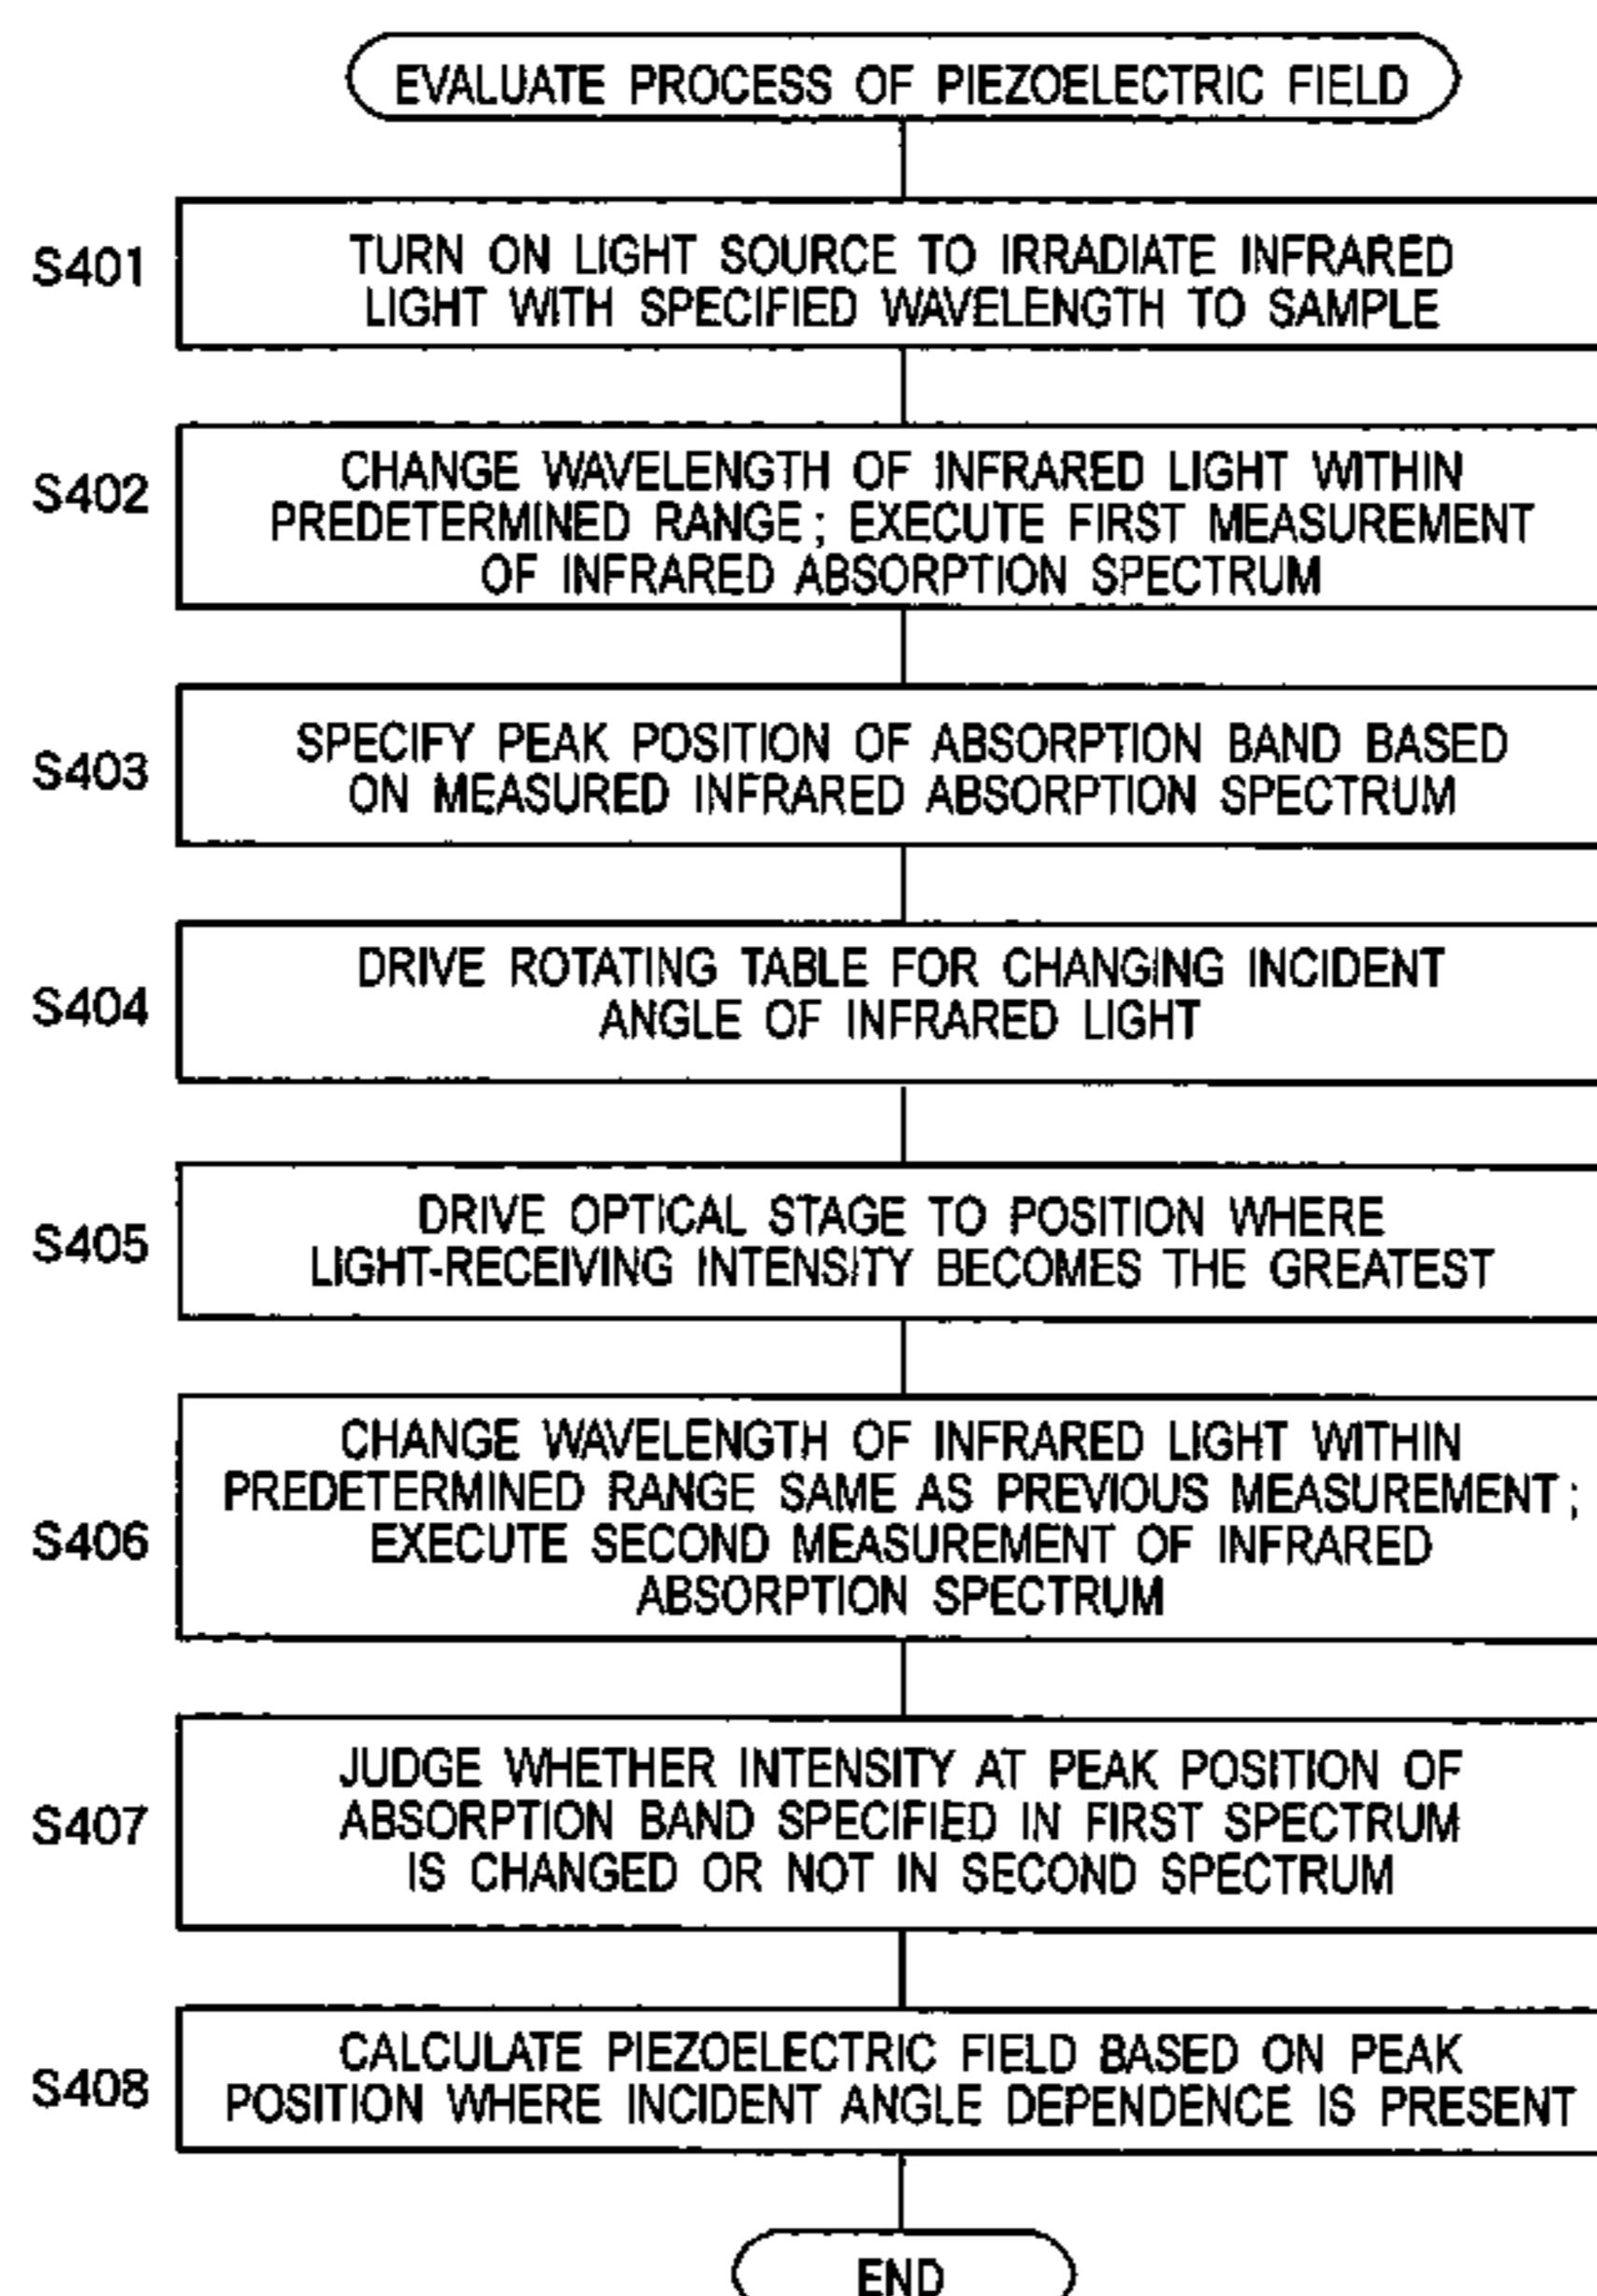 EVALUATE PROCESS OF PIEZOELECTRIC FIELD
S401
TURN ON LIGHT SOURCE TO IRRADIATE INFRARED
LIGHT WITH SPECIFIED WAVELENGTH TO SAMPLE
S402
CHANGE WAVELENGTH OF INFRARED LIGHT WITHIN
PREDETERMINED RANGE; EXECUTE FIRST MEASUREMENT
OF INFRARED ABSORPTION SPECTRUM
S403
SPECIFY PEAK POSITION OF ABSORPTION BAND BASED
ON MEASURED INFRARED ABSORPTION SPECTRUM
S404
DRIVE ROTATING TABLE FOR CHANGING INCIDENT
ANGLE OF INFRARED LIGHT
S405
DRIVE OPTICAL STAGE TO POSITION WHERE
LIGHT-RECEIVING INTENSITY BECOMES THE GREATEST
S406
CHANGE WAVELENGTH OF INFRARED LIGHT WITHIN
PREDETERMINED RANGE SAME AS PREVIOUS MEASUREMENT;
EXECUTE SECOND MEASUREMENT OF INFRARED
ABSORPTION SPECTRUM
S407
JUDGE WHETHER INTENSITY AT PEAK POSITION OF
ABSORPTION BAND SPECIFIED IN FIRST SPECTRUM
IS CHANGED OR NOT IN SECOND SPECTRUM
S408
CALCULATE PIEZOELECTRIC FIELD BASED ON PEAK
POSITION WHERE INCIDENT ANGLE DEPENDENCE IS PRESENT
END